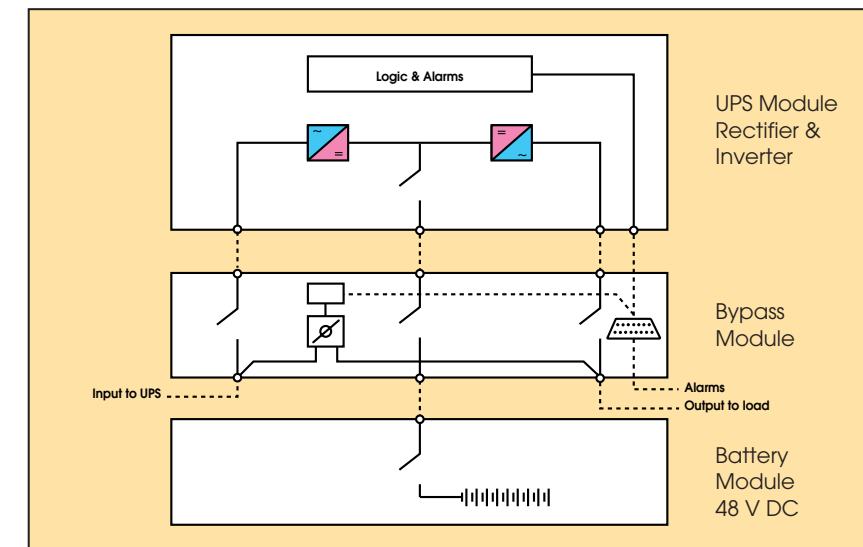 Logic & Alarms
UPS Module
Rectifier &
Inverter
~
=
=
~
Bypass
Module
Input to UPS
Alarms
Output to load
Battery
Module
48 V DC